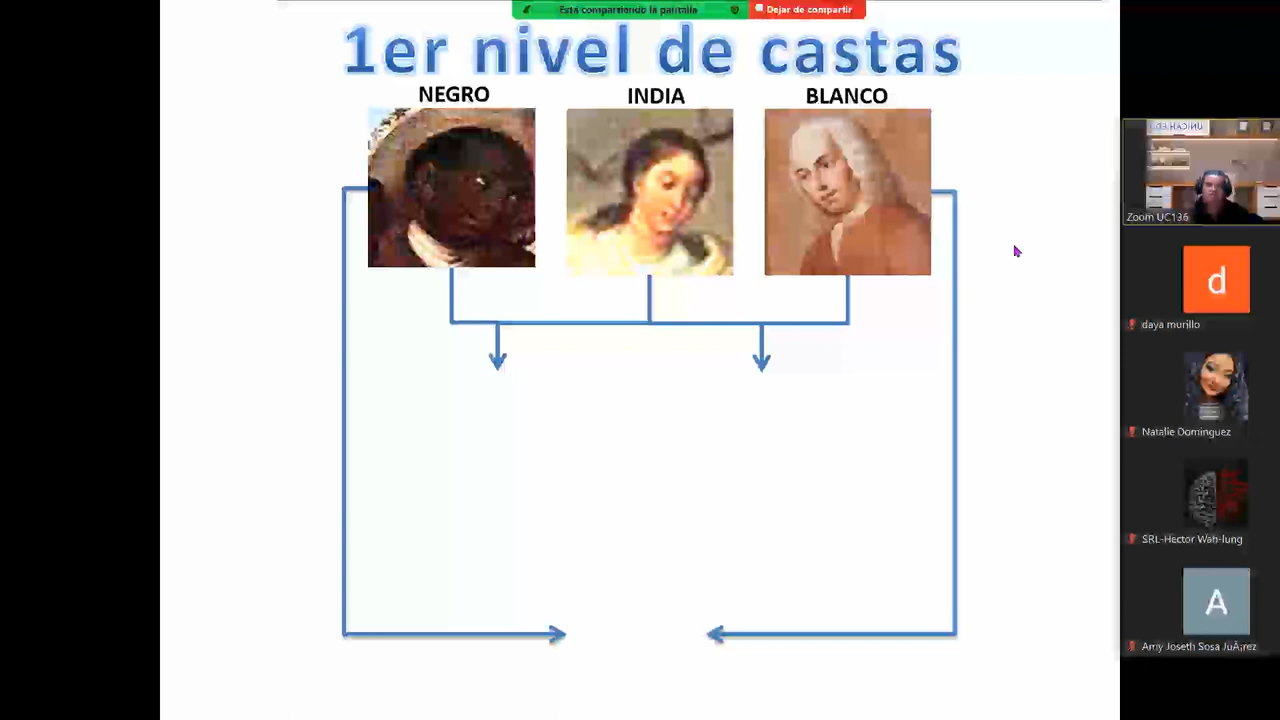 Está compartiendo la pantalla
Dejar de compartir
1er nivel de castas
NEGRO
INDIA
BLANCO
Zoom UC136
d
daya murillo
Natalie Dominguez
SRL-Hector Wah-lung
A
Amy Joseth Sosa JuÃ¡rez